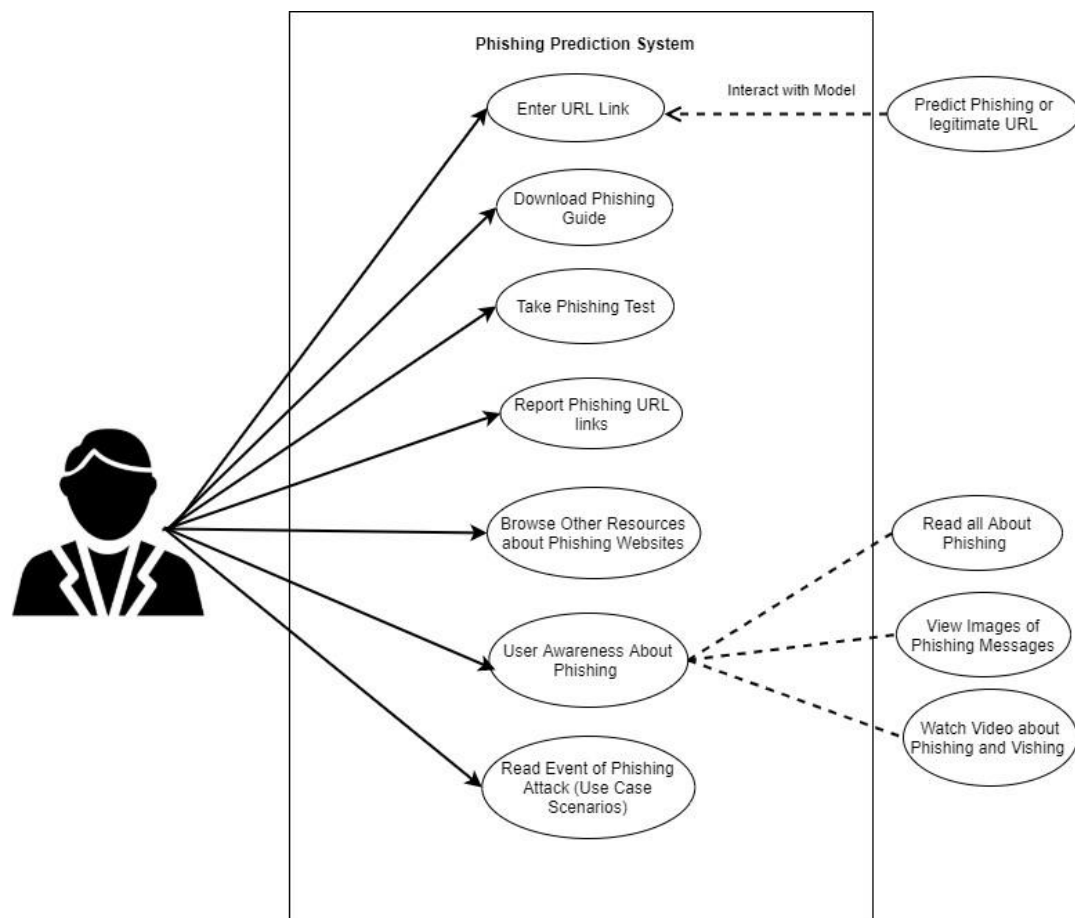 Phishing Prediction System
Enter URL Link
Interact with Model
Predict Phishing or
legitimate URL
Download Phishing
Guide
Take Phishing Test
Report Phishing URL
links
Browse Other Resources
about Phishing Websites
Read all About
Phishing
User Awareness About
Phishing
View Images of
Phishing Messages
Watch Video about
Phishing and Vishing
Read Event of Phishing
Attack (Use Case
Scenarios)